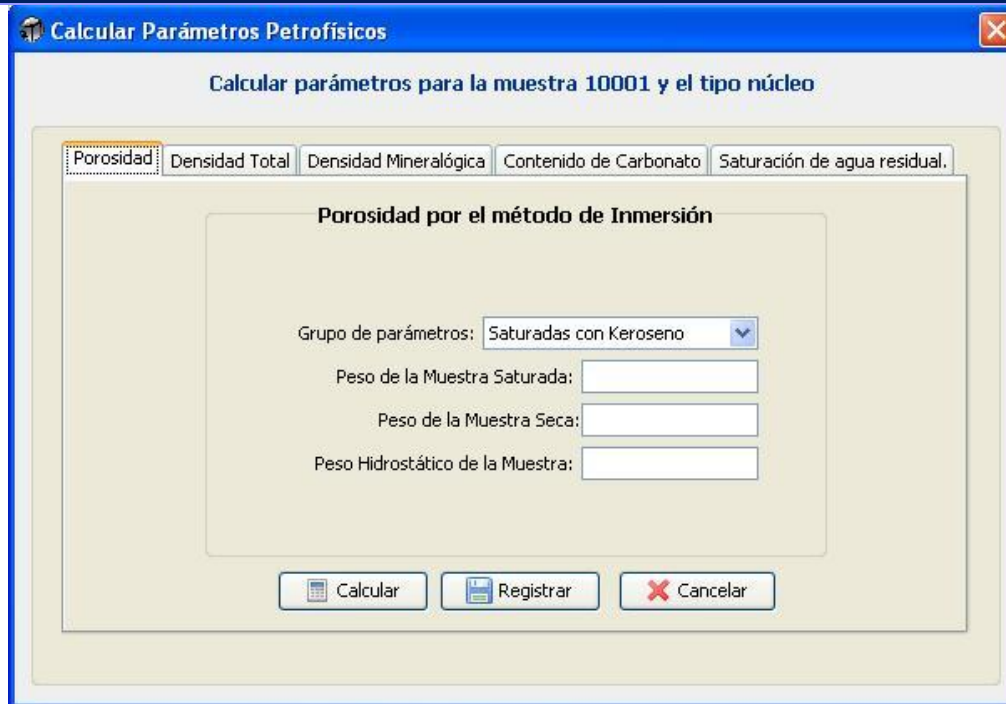 Calcular Parámetros Petrofísicos
Calcular parámetros para la muestra 10001 y el tipo núcleo
Porosidad Densidad Total Densidad Mineralógica Contenido de Carbonato Saturación de agua residual.
Porosidad por el método de Inmersión
Grupo de parámetros: Saturadas con Keroseno
Peso de la Muestra Saturada:
Peso de la Muestra Seca:
Peso Hidrostático de la Muestra:
Calcular Registrar Cancelar